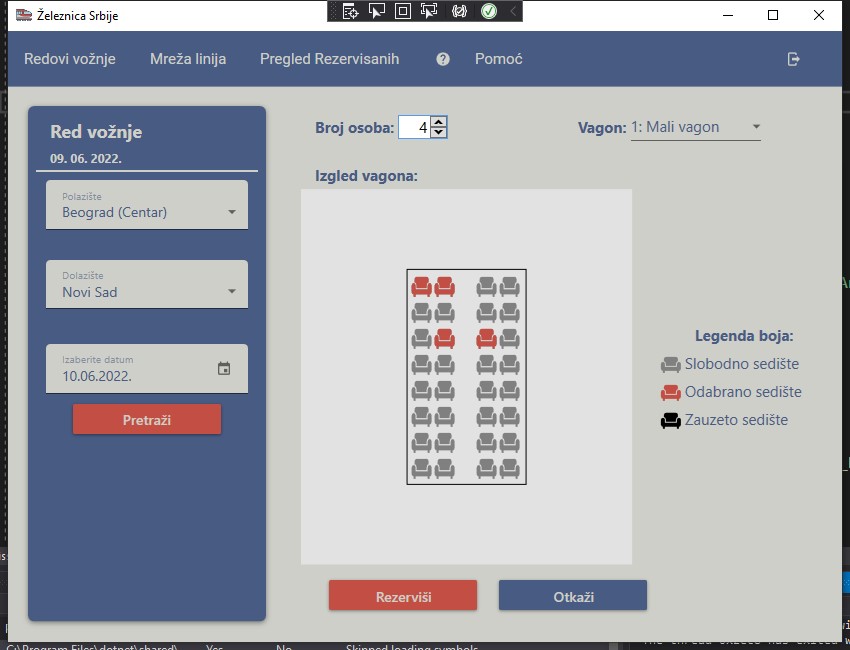 Železnica Srbije
Redovi vožnje
Mreža linija
Pregled Rezervisanih
?
Pomoć
Red vožnje
09. 06. 2022.
Polazište
Beograd (Centar)
Dolazište
Novi Sad
Izaberite datum
10.06.2022.
Pretraži
Broj osoba: 4
Vagon: 1: Mali vagon
Izgled vagona:
Legenda boja:
Slobodno sedište
Odabrano sedište
Zauzeto sedište
Rezerviši
Otkaži
C:\Program Files\dotnet\shared\ Yes No Skipped loading symbols